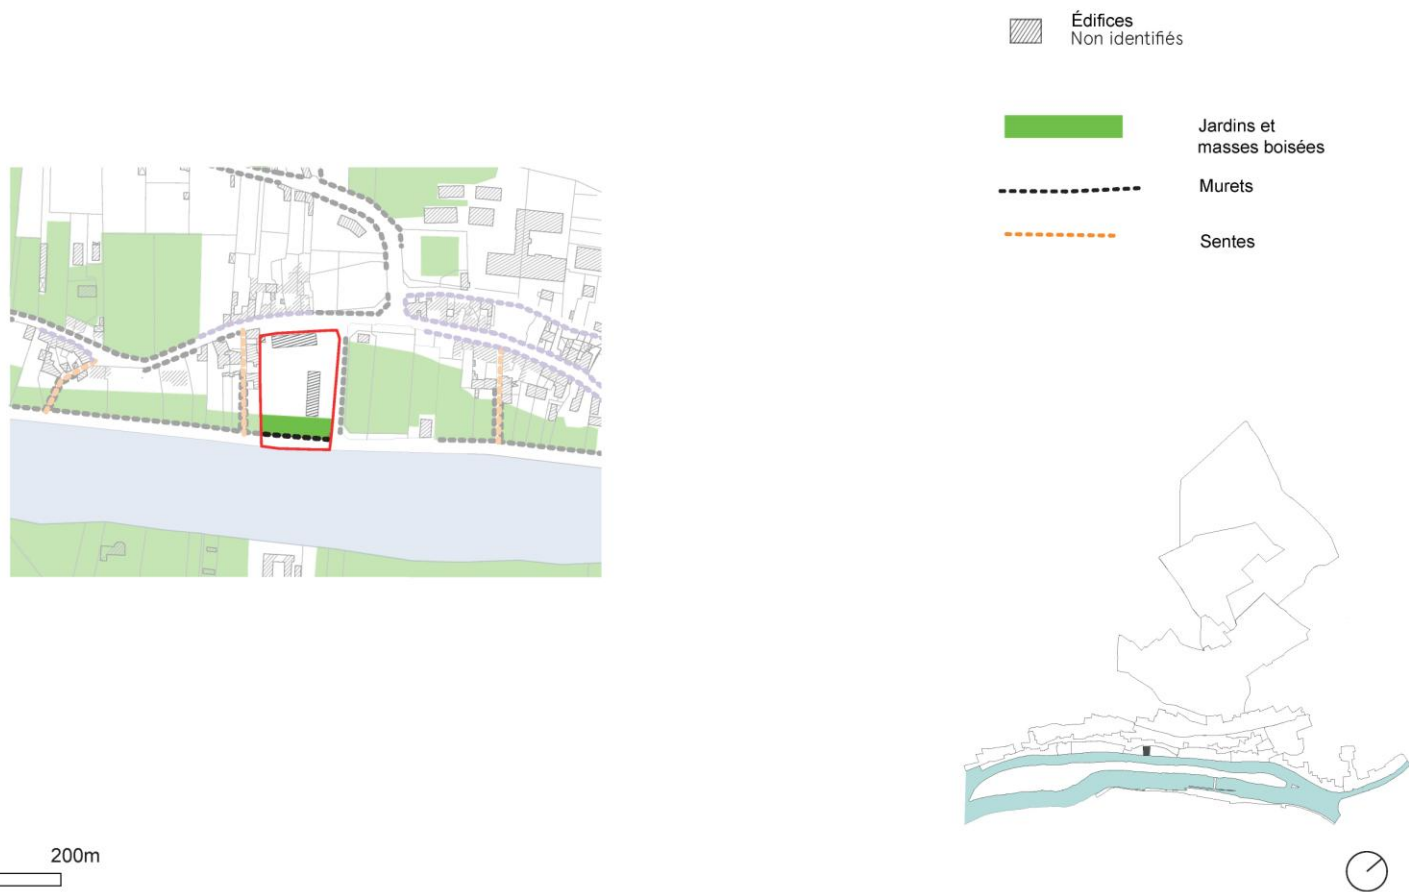 Édifices
Non identifiés
Jardins et
masses boisées
Murets
Sentes
200m